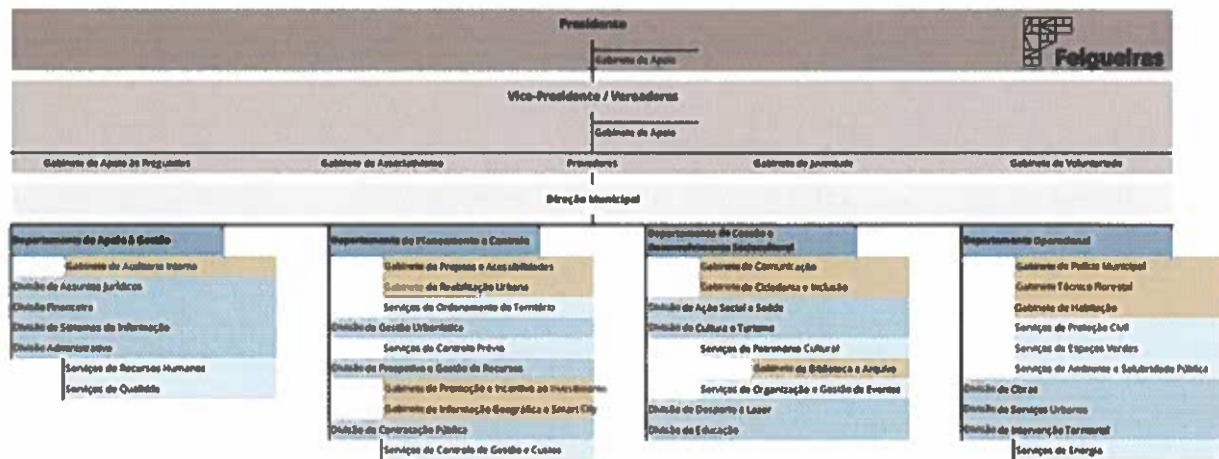 Presidente
Gabinete de Apoio
Felgueiras
Vice-Presidente / Vereadores
Gabinete de Apoio
Gabinete de Apoio às Freguesias
Gabinete de Associativismo
Provedores
Gabinete de Juventude
Gabinete de Voluntariado
Direção Municipal
Departamento de Apoio à Gestão
Gabinete de Auditoria Interna
Divisão de Assuntos Jurídicos
Divisão Financeira
Divisão de Sistemas de Informação
Divisão Administrativa
Serviços de Recursos Humanos
Serviços de Qualidade
Departamento de Planeamento e Controlo
Gabinete de Projetos e Acessibilidades
Gabinete de Reabilitação Urbana
Serviços de Ordenamento do Território
Divisão de Gestão Urbanística
Serviços de Controlo Prévio
Divisão de Prospetiva e Gestão de Recursos
Gabinete de Promoção e Incentivo ao Investimento
Gabinete de Informação Geográfica e Smart City
Divisão de Contratação Pública
Serviços de Controlo de Gestão e Custos
Departamento de Coesão e
Desenvolvimento Sociocultural
Gabinete de Comunicação
Gabinete de Cidadania e Inclusão
Divisão de Ação Social e Saúde
Divisão de Cultura e Turismo
Serviços de Património Cultural
Gabinete de Biblioteca e Arquivo
Serviços de Organização e Gestão de Eventos
Divisão de Desporto e Lazer
Divisão de Educação
Departamento Operacional
Gabinete de Polícia Municipal
Gabinete Técnico Florestal
Gabinete de Habitação
Serviços de Proteção Civil
Serviços de Espaços Verdes
Serviços de Ambiente e Salubridade Pública
Divisão de Obras
Divisão de Serviços Urbanos
Divisão de Intervenção Territorial
Serviços de Energia